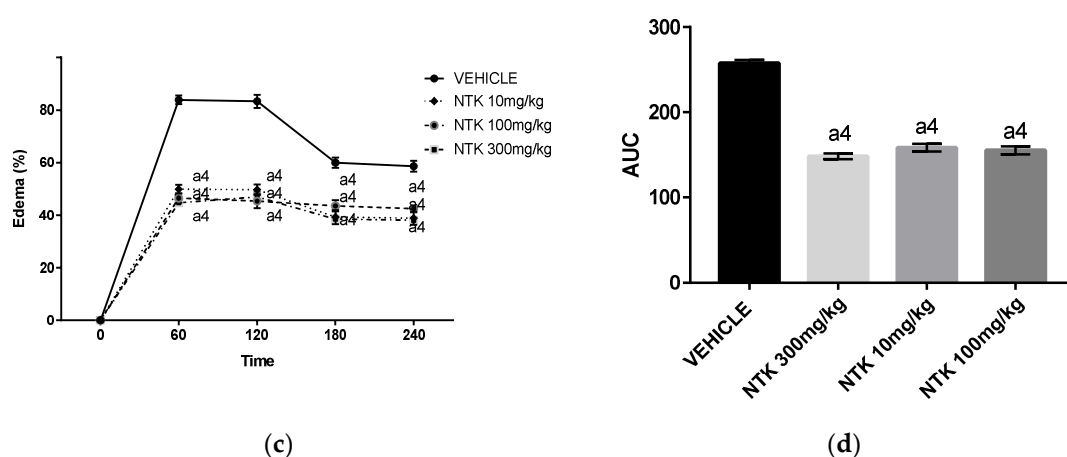 80
60
40
20
0
Edema (%)
0 60 120 180 240
Time
VEHICLE
NTK 10mg/kg
NTK 100mg/kg
NTK 300mg/kg
a4 a4 a4 a4
a4 a4 a4 a4
a4 a4 a4 a4
(c)
300
200
100
0
AUC
a4 a4 a4
VEHICLE
NTK 300mg/kg
NTK 10mg/kg
NTK 100mg/kg
(d)